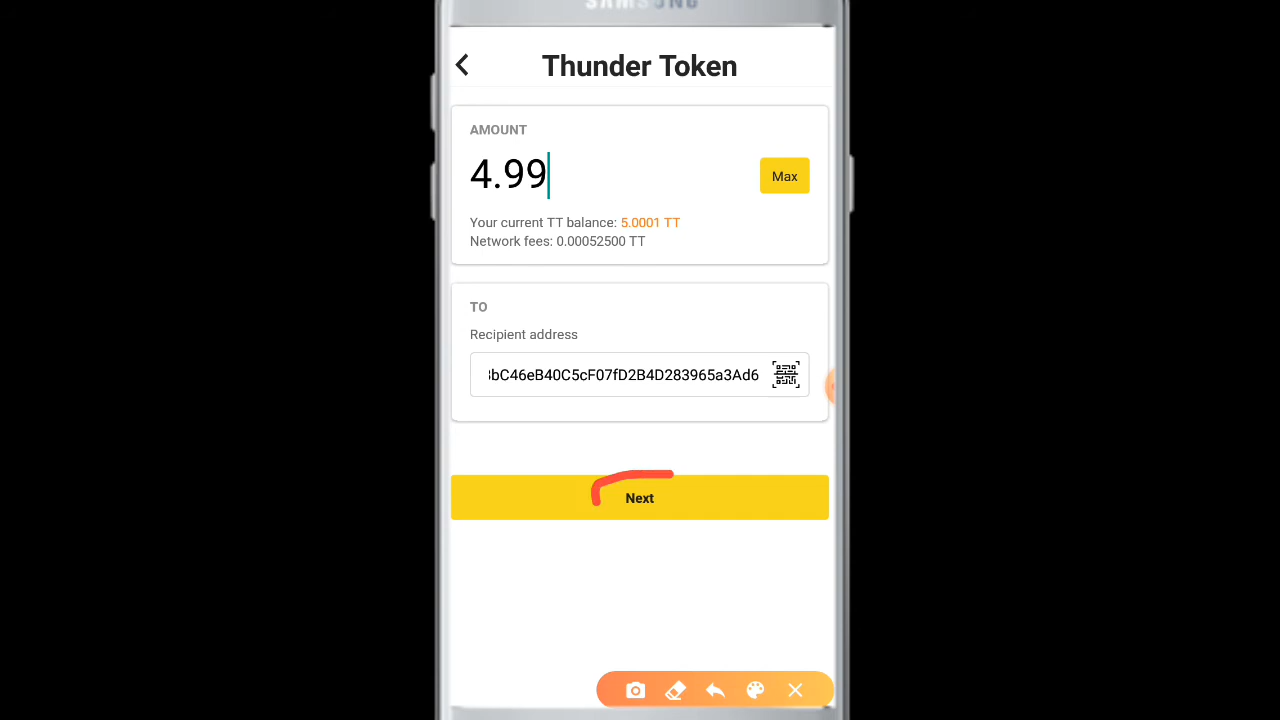 SAMSUNG
Thunder Token
AMOUNT
4.99
Max
Your current TT balance: 5.0001 TT
Network fees: 0.00052500 TT
TO
Recipient address
bC46eB40C5cF07fD2B4D283965a3Ad6
Next